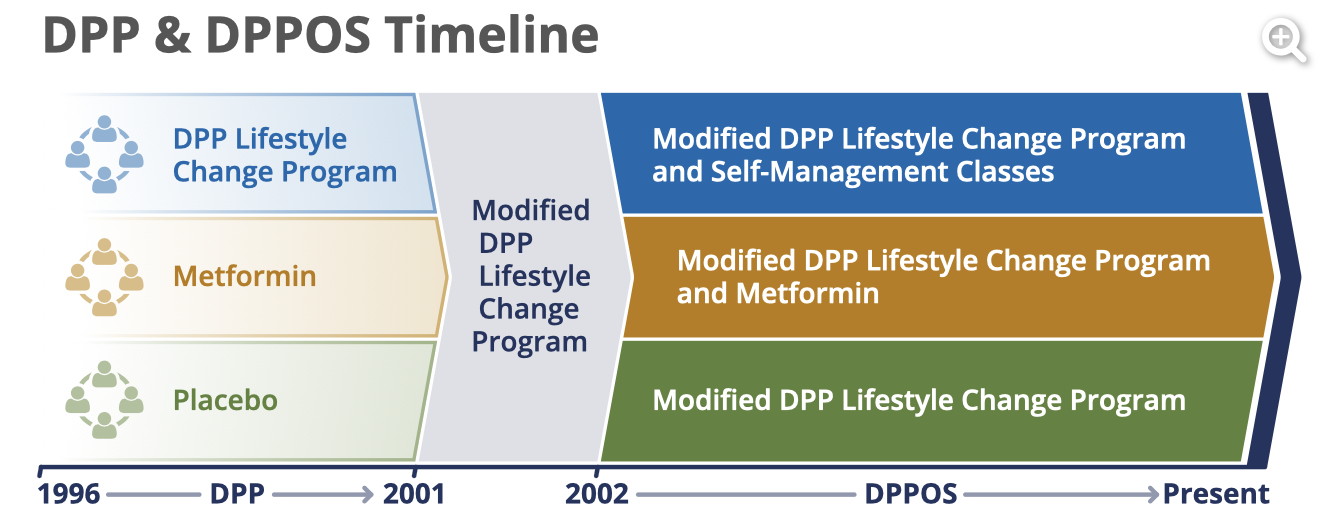 DPP & DPPOS Timeline
DPP Lifestyle
Change Program
Metformin
Placebo
Modified
DPP
Lifestyle
Change
Program
Modified DPP Lifestyle Change Program
and Self-Management Classes
Modified DPP Lifestyle Change Program
and Metformin
Modified DPP Lifestyle Change Program
1996 DPP 2001 2002 DPPOS Present